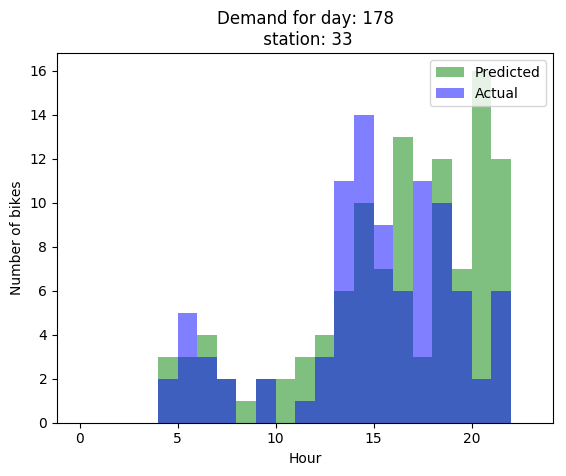 Demand for day: 178
station: 33
Predicted
Actual
Number of bikes
16
14
12
10
8
6
4
2
0
0 5 10 15 20
Hour